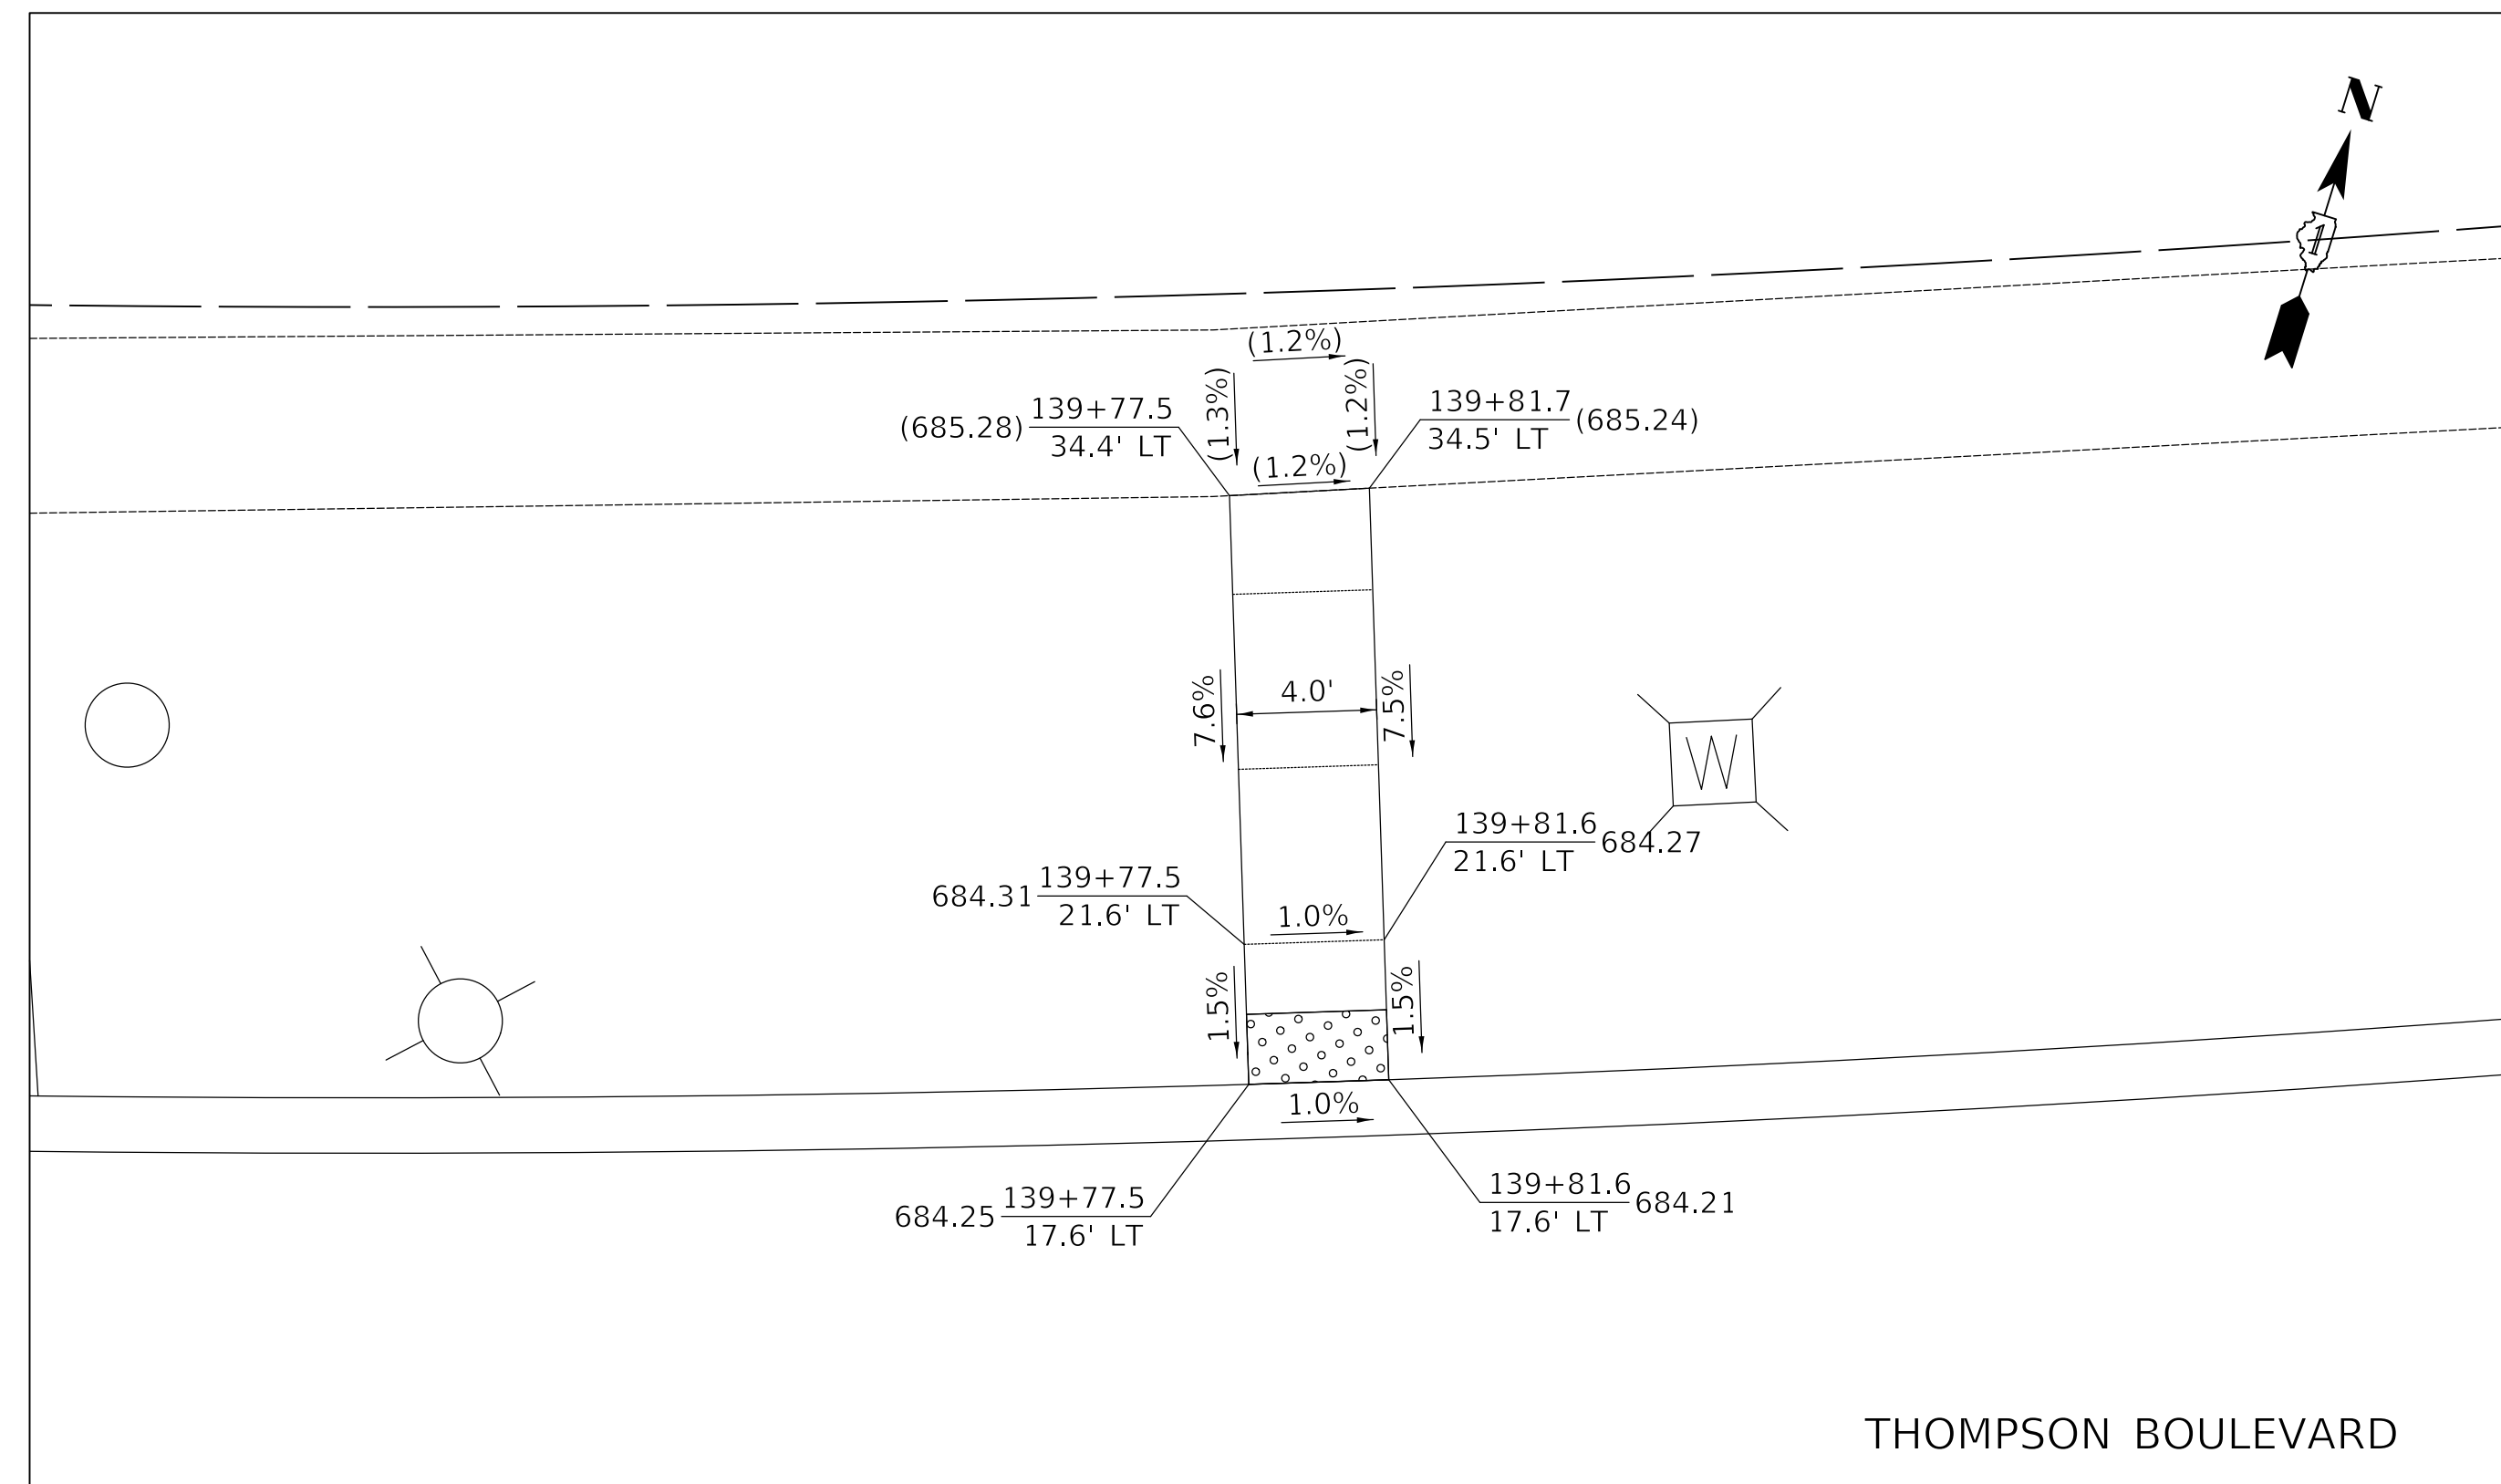 N
1
(1.2%)
(1.3%)
(1.2%)
139+77.5
(685.28)
34.4' LT
139+81.7
(685.24)
34.5' LT
(1.2%)
7.6%
4.0'
7.5%
W
139+81.6
684.27
21.6' LT
139+77.5
684.31
21.6' LT
1.0%
1.5%
1.5%
1.0%
139+77.5
684.25
17.6' LT
139+81.6
684.21
17.6' LT
THOMPSON BOULEVARD